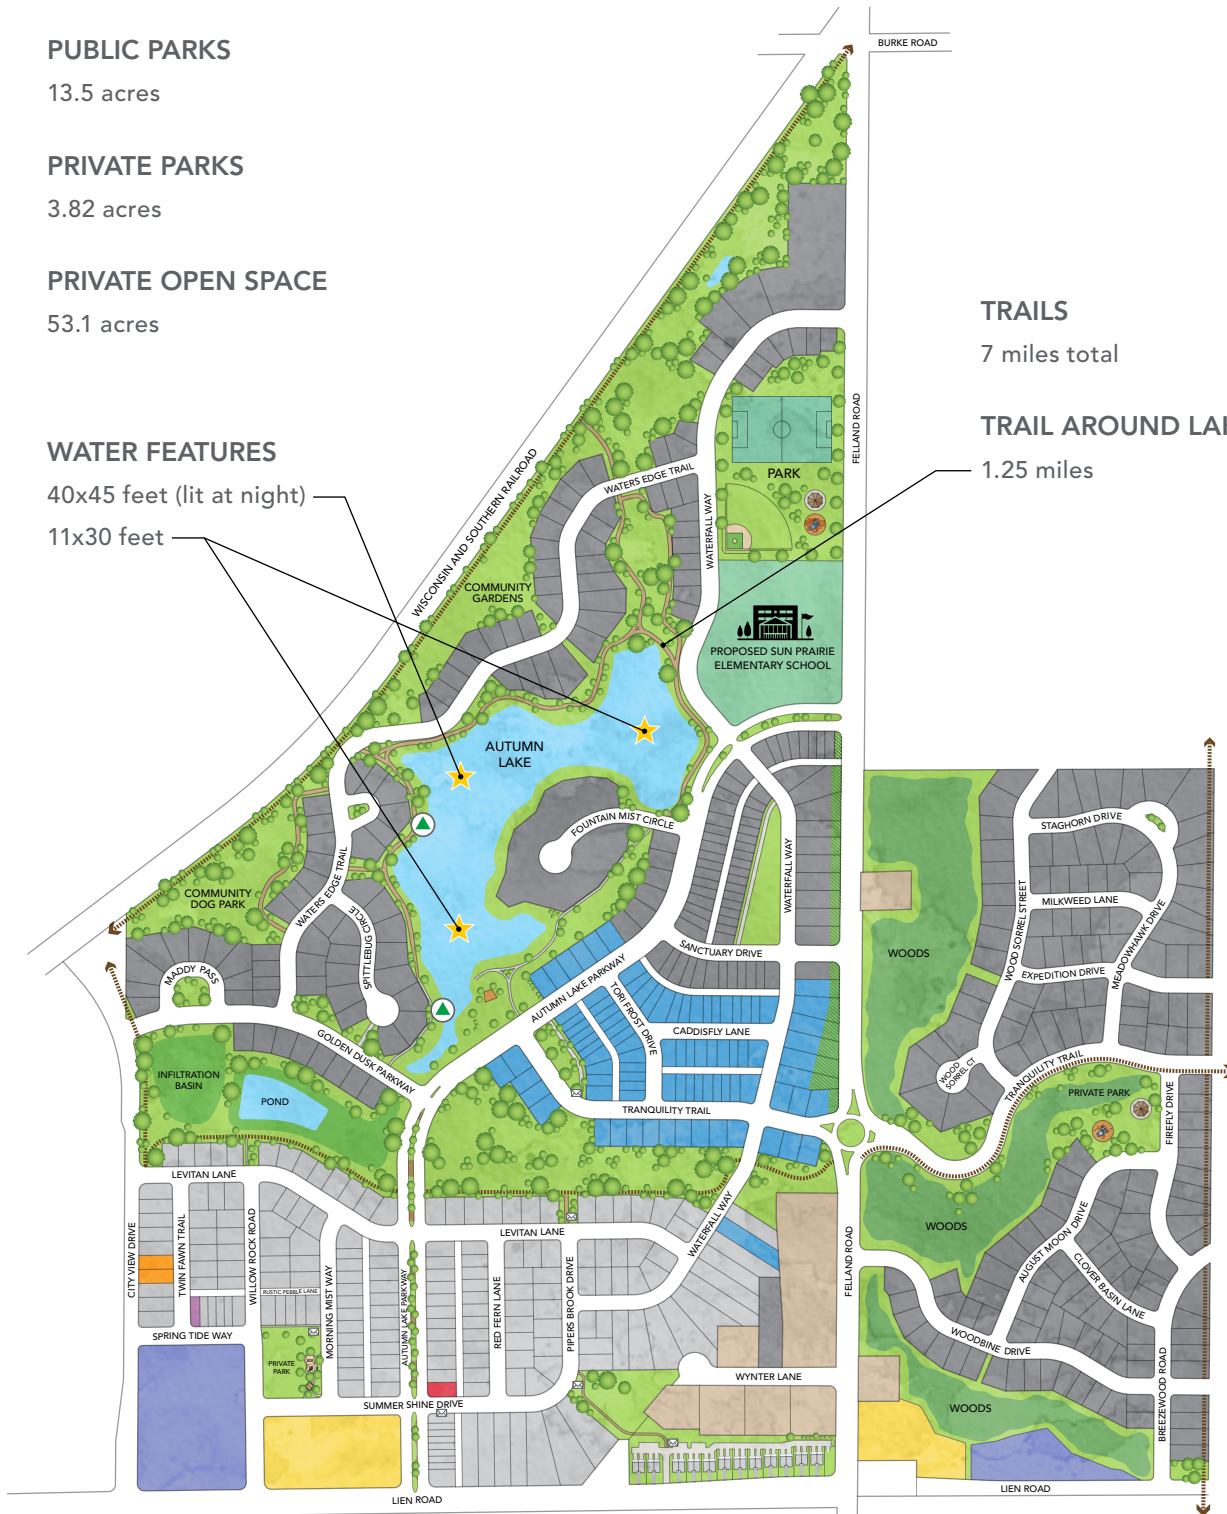 PUBLIC PARKS
13.5 acres
PRIVATE PARKS
3.82 acres
PRIVATE OPEN SPACE
53.1 acres
WATER FEATURES
40x45 feet (lit at night)
11x30 feet
TRAILS
7 miles total
TRAIL AROUND LAK
1.25 miles
BURKE ROAD
FELLAND ROAD
WISCONSIN AND SOUTHERN RAILROAD
PARK
WATERS EDGE TRAIL
WATERFALL WAY
COMMUNITY
GARDENS
PROPOSED SUN PRAIRIE
ELEMENTARY SCHOOL
AUTUMN
LAKE
FOUNTAIN MIST CIRCLE
STAGHORN DRIVE
WATERFALL WAY
COMMUNITY
DOG PARK
WATERS EDGE TRAIL
SPITTLEBUG CIRCLE
MILKWEED LANE
WOOD SORREL STREET
MEADOWHAWK DRIVE
WOODS
SANCTUARY DRIVE
MADDY PASS
AUTUMN LAKE PARKWAY
TORI FROST DRIVE
EXPEDITION DRIVE
CADDISFLY LANE
GOLDEN DUSK PARKWAY
WOOD
SORREL CT
TRANQUILITY TRAIL
INFILTRATION
BASIN
POND
PRIVATE PARK
TRANQUILITY TRAIL
FIREFLY DRIVE
LEVITAN LANE
WATERFALL WAY
LEVITAN LANE
WOODS
AUGUST MOON DRIVE
CLOVER BASIN LANE
CITY VIEW DRIVE
TWIN FAWN TRAIL
WILLOW ROCK ROAD
RUSTIC PEBBLE LANE
MORNING MIST WAY
AUTUMN LAKE PARKWAY
RED FERN LANE
PIPERS BROOK DRIVE
FELLAND ROAD
SPRING TIDE WAY
WOODBINE DRIVE
PRIVATE
PARK
WYNTER LANE
SUMMER SHINE DRIVE
WOODS
BREEZEWOOD ROAD
LIEN ROAD
LIEN ROAD